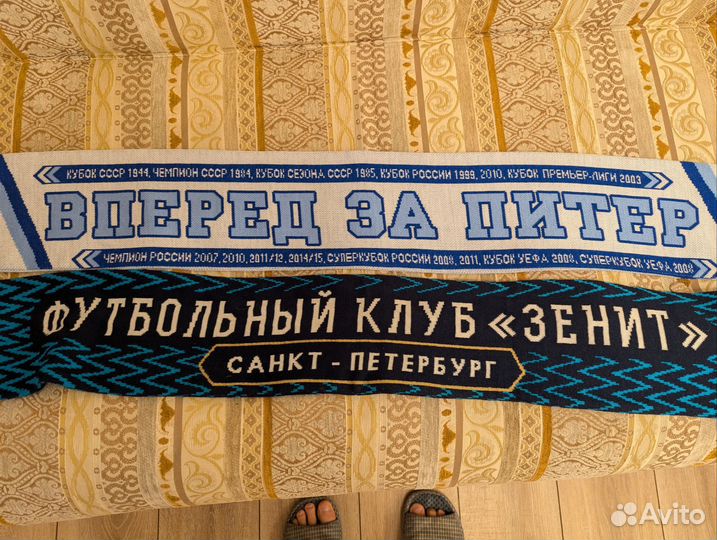 КУБОК СССР 1944, ЧЕМПИОН СССР 1984, КУБОК СЕЗОНА СССР 1985, КУБОК РОССИИ 1999, 2010, КУБОК ПРЕМЬЕР-ЛИГИ 2003
ВПЕРЕД ЗА ПИТЕР
ЧЕМПИОН РОССИИ 2007, 2010, 2011/12, 2014/15, СУПЕРКУБОК РОССИИ 2008, 2011, КУБОК УЕФА 2008, СУПЕРКУБОК УЕФА 2008
ФУТБОЛЬНЫЙ КЛУБ «ЗЕНИТ»
САНКТ - ПЕТЕРБУРГ
Avito